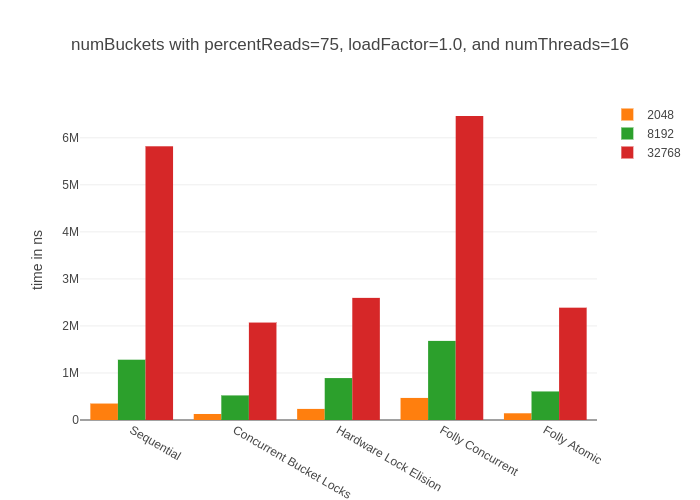 numBuckets with percentReads=75, loadFactor=1.0, and numThreads=16
2048
8192
32768
time in ns
6M
5M
4M
3M
2M
1M
0
Sequential
Concurrent Bucket Locks
Hardware Lock Elision
Folly Concurrent
Folly Atomic